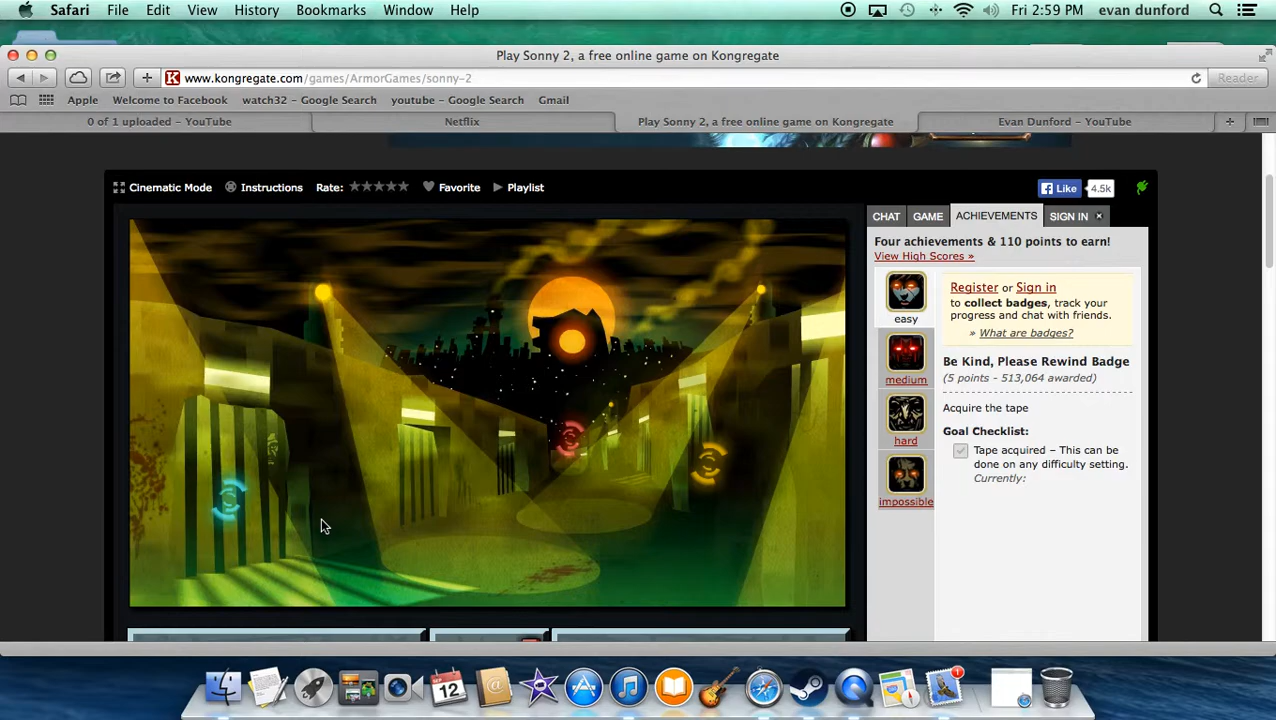 Safari File Edit View History Bookmarks Window Help Fri 2:59 PM evan dunford
Play Sonny 2, a free online game on Kongregate
K www.kongregate.com/games/ArmorGames/sonny-2 Reader
Apple Welcome to Facebook watch32 – Google Search youtube – Google Search Gmail
0 of 1 uploaded – YouTube Netflix Play Sonny 2, a free online game on Kongregate Evan Dunford – YouTube
Cinematic Mode Instructions Rate: Favorite Playlist Like 4.5k
CHAT GAME ACHIEVEMENTS SIGN IN
Four achievements & 110 points to earn!
View High Scores »
easy
medium
hard
impossible
Register or Sign in
to collect badges, track your
progress and chat with friends.
» What are badges?
Be Kind, Please Rewind Badge
(5 points - 513,064 awarded)
Acquire the tape
Goal Checklist:
Tape acquired – This can be
done on any difficulty setting.
Currently:
SEP
12
1